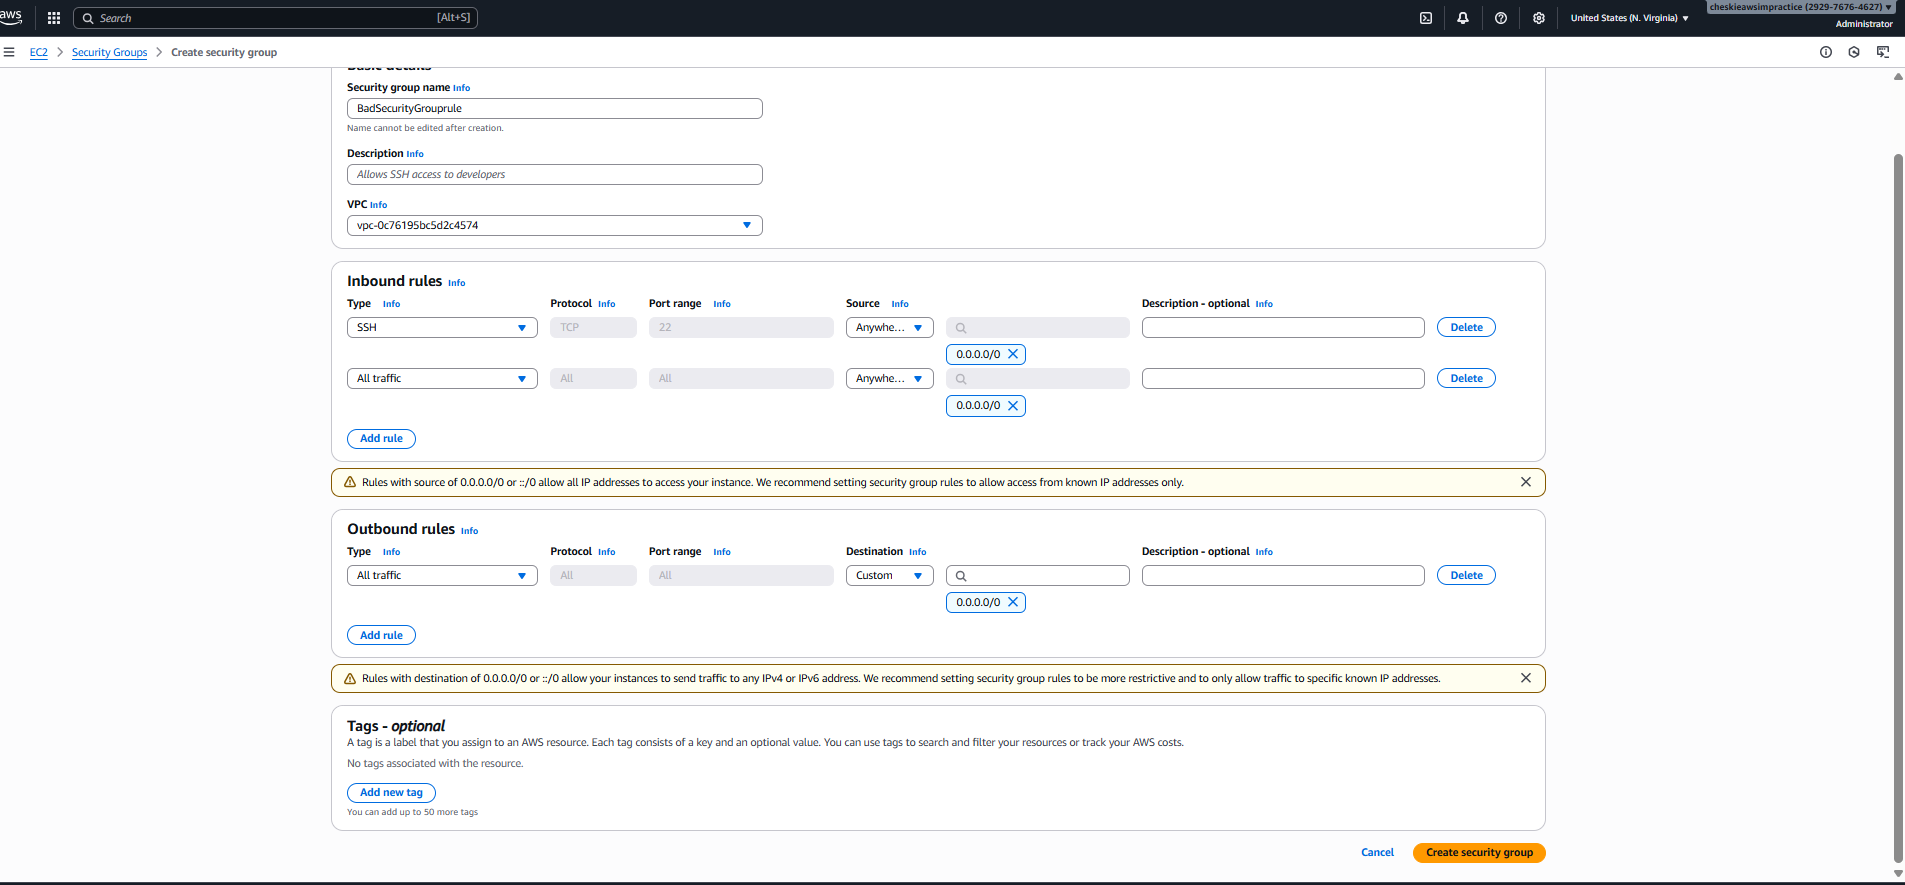 aws
Search
[Alt+S]
United States (N. Virginia)
cheskieawsimpractice (2929-7676-4627)
Administrator
EC2 > Security Groups > Create security group
Basic details
Security group name Info
BadSecurityGrouprule
Name cannot be edited after creation.
Description Info
Allows SSH access to developers
VPC Info
vpc-0c76195bc5d2c4574
Inbound rules Info
Type Info Protocol Info Port range Info Source Info Description - optional Info
SSH TCP 22 Anywhe... Delete
0.0.0.0/0
All traffic All All Anywhe... Delete
0.0.0.0/0
Add rule
Rules with source of 0.0.0.0/0 or ::/0 allow all IP addresses to access your instance. We recommend setting security group rules to allow access from known IP addresses only.
Outbound rules Info
Type Info Protocol Info Port range Info Destination Info Description - optional Info
All traffic All All Custom Delete
0.0.0.0/0
Add rule
Rules with destination of 0.0.0.0/0 or ::/0 allow your instances to send traffic to any IPv4 or IPv6 address. We recommend setting security group rules to be more restrictive and to only allow traffic to specific known IP addresses.
Tags - optional
A tag is a label that you assign to an AWS resource. Each tag consists of a key and an optional value. You can use tags to search and filter your resources or track your AWS costs.
No tags associated with the resource.
Add new tag
You can add up to 50 more tags
Cancel Create security group